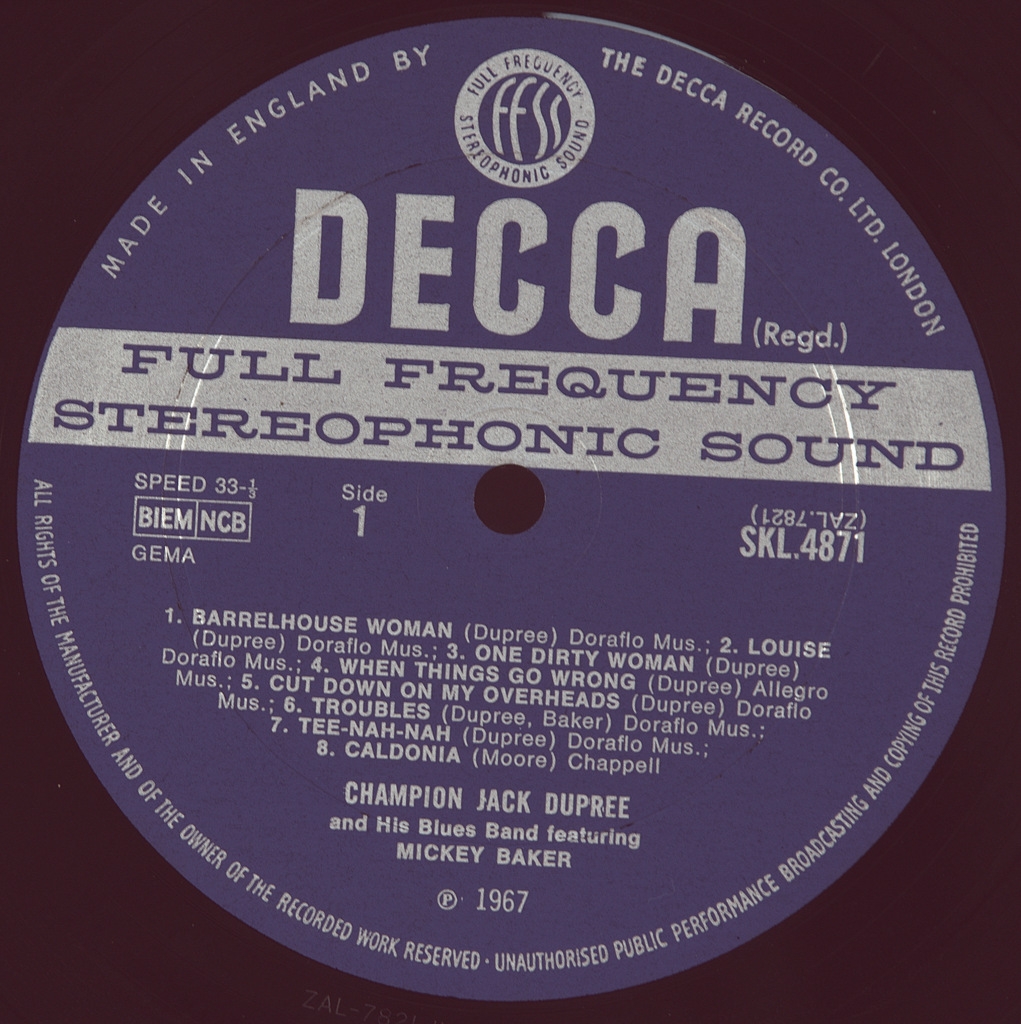 MADE IN ENGLAND BY
THE DECCA RECORD CO. LTD. LONDON
FULL FREQUENCY
ffss
STEREOPHONIC SOUND
DECCA
(Regd.)
FULL FREQUENCY
STEREOPHONIC SOUND
SPEED 33-⅓
BIEM NCB
GEMA
Side
1
(ZAL.7821)
SKL.4871
1. BARRELHOUSE WOMAN (Dupree) Doraflo Mus.; 2. LOUISE
(Dupree) Doraflo Mus.; 3. ONE DIRTY WOMAN (Dupree)
Doraflo Mus.; 4. WHEN THINGS GO WRONG (Dupree) Allegro
Mus.; 5. CUT DOWN ON MY OVERHEADS (Dupree) Doraflo
Mus.; 6. TROUBLES (Dupree, Baker) Doraflo Mus.;
7. TEE-NAH-NAH (Dupree) Doraflo Mus.;
8. CALDONIA (Moore) Chappell
CHAMPION JACK DUPREE
and His Blues Band featuring
MICKEY BAKER
℗ 1967
ALL RIGHTS OF THE MANUFACTURER AND OF THE OWNER OF THE RECORDED WORK RESERVED · UNAUTHORISED PUBLIC PERFORMANCE BROADCASTING AND COPYING OF THIS RECORD PROHIBITED